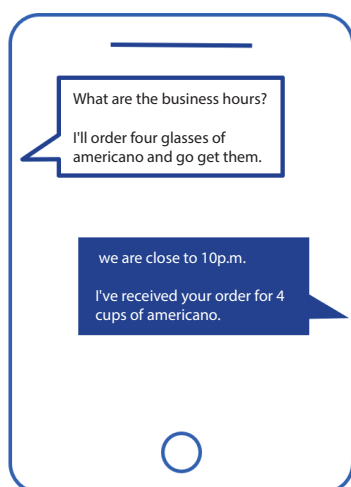 What are the business hours?
I'll order four glasses of
americano and go get them.
we are close to 10p.m.
I've received your order for 4
cups of americano.